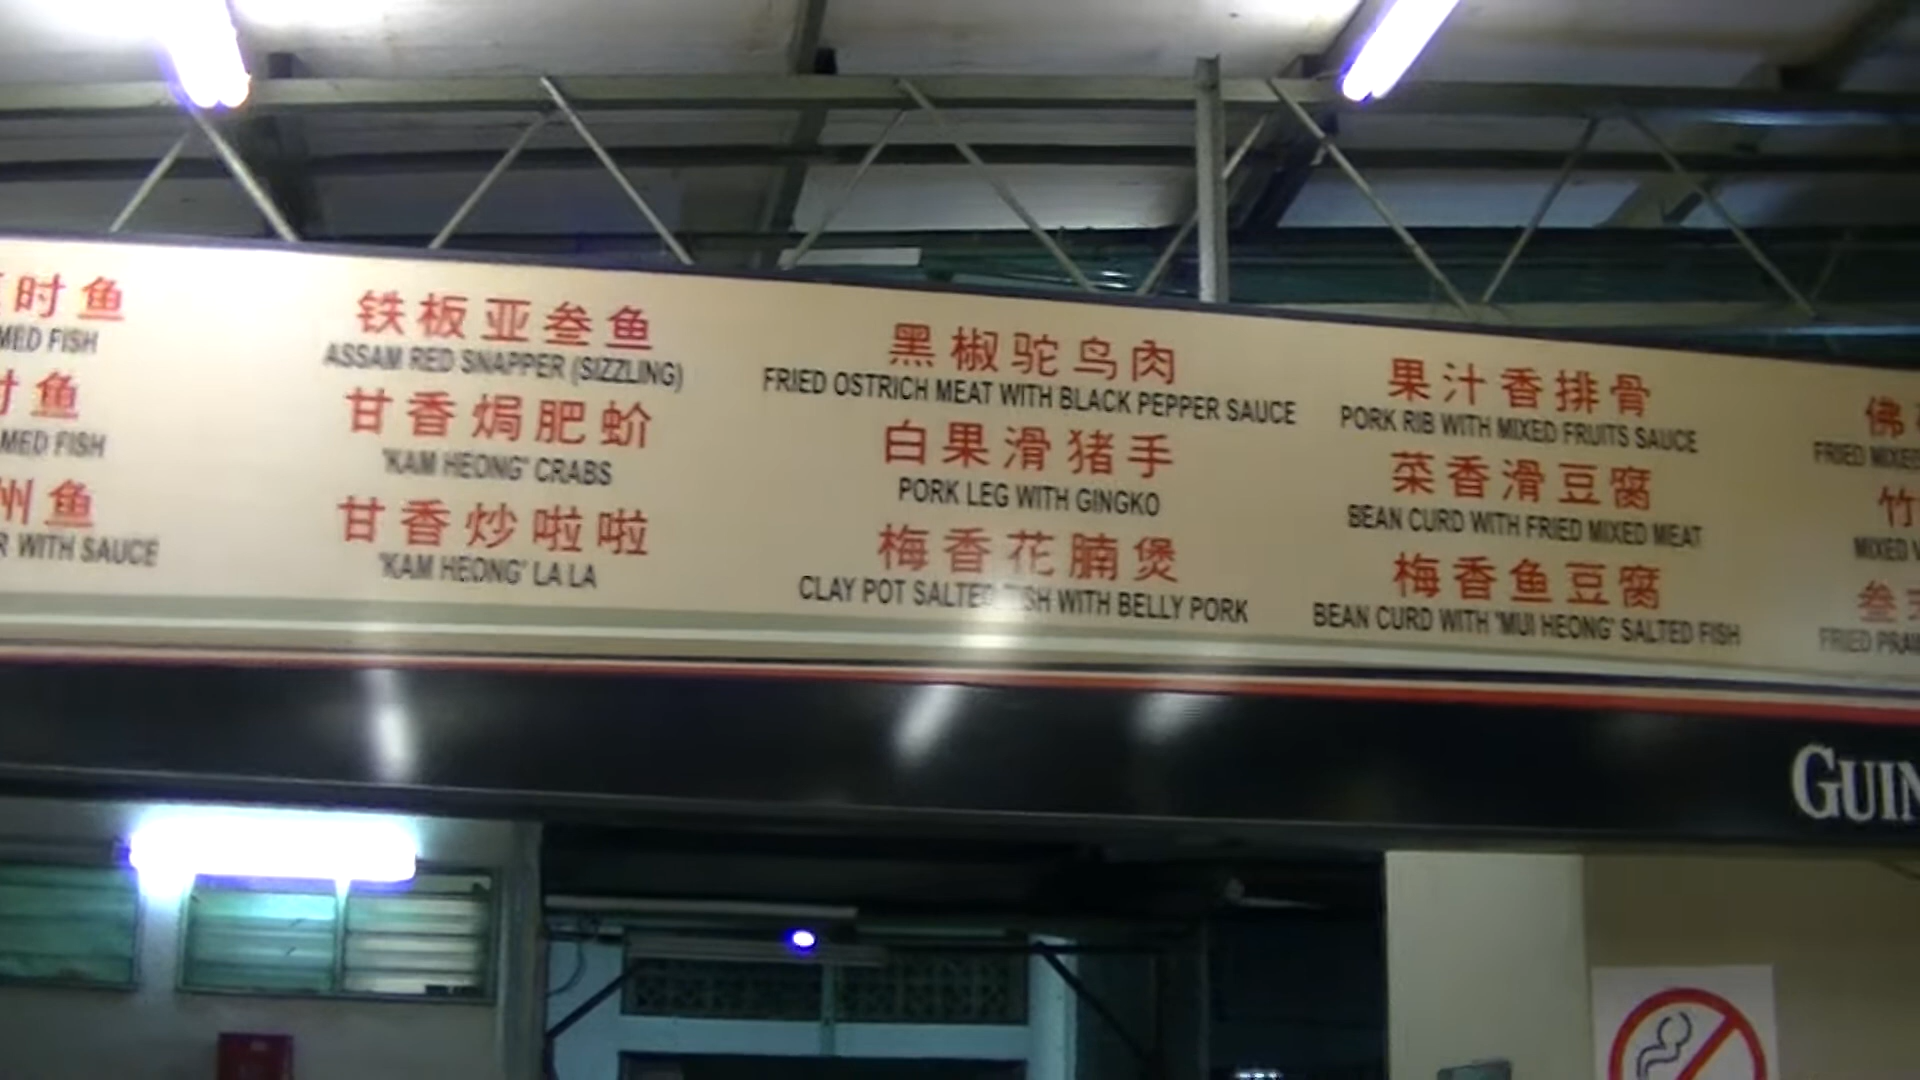 时鱼
MED FISH
鱼
MED FISH
州鱼
R WITH SAUCE
铁板亚叁鱼
ASSAM RED SNAPPER (SIZZLING)
甘香焗肥蚧
'KAM HEONG' CRABS
甘香炒啦啦
'KAM HEONG' LA LA
黑椒驼鸟肉
FRIED OSTRICH MEAT WITH BLACK PEPPER SAUCE
白果滑猪手
PORK LEG WITH GINGKO
梅香花腩煲
CLAY POT SALTED FISH WITH BELLY PORK
果汁香排骨
PORK RIB WITH MIXED FRUITS SAUCE
菜香滑豆腐
BEAN CURD WITH FRIED MIXED MEAT
梅香鱼豆腐
BEAN CURD WITH 'MUI HEONG' SALTED FISH
佛
FRIED MIXED
竹
MIXED
叁
FRIED
GUIN